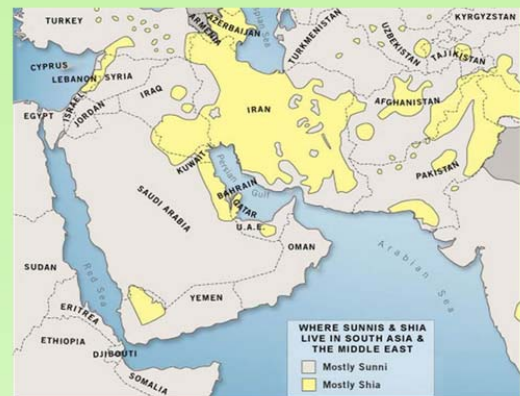 TURKEY
ARMENIA
AZERBAIJAN
Caspian Sea
TURKMENISTAN
UZBEKISTAN
KYRGYZSTAN
TAJIKISTAN
CYPRUS
LEBANON
SYRIA
ISRAEL
JORDAN
IRAQ
IRAN
AFGHANISTAN
EGYPT
KUWAIT
Persian
Gulf
BAHRAIN
QATAR
PAKISTAN
SAUDI ARABIA
U.A.E.
OMAN
Arabian Sea
SUDAN
Red Sea
YEMEN
ERITREA
ETHIOPIA
DJIBOUTI
SOMALIA
WHERE SUNNIS & SHIA
LIVE IN SOUTH ASIA &
THE MIDDLE EAST
Mostly Sunni
Mostly Shia